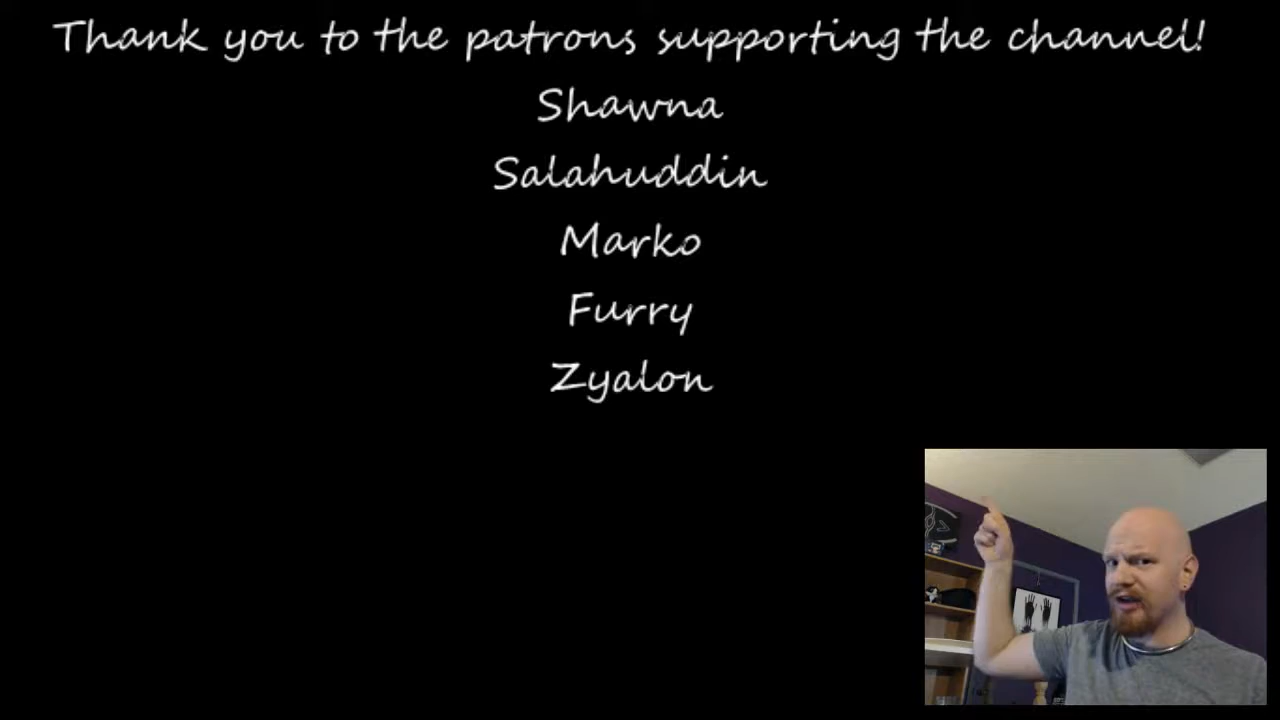 Thank you to the patrons supporting the channel!
Shawna
Salahuddin
Marko
Furry
Zyalon